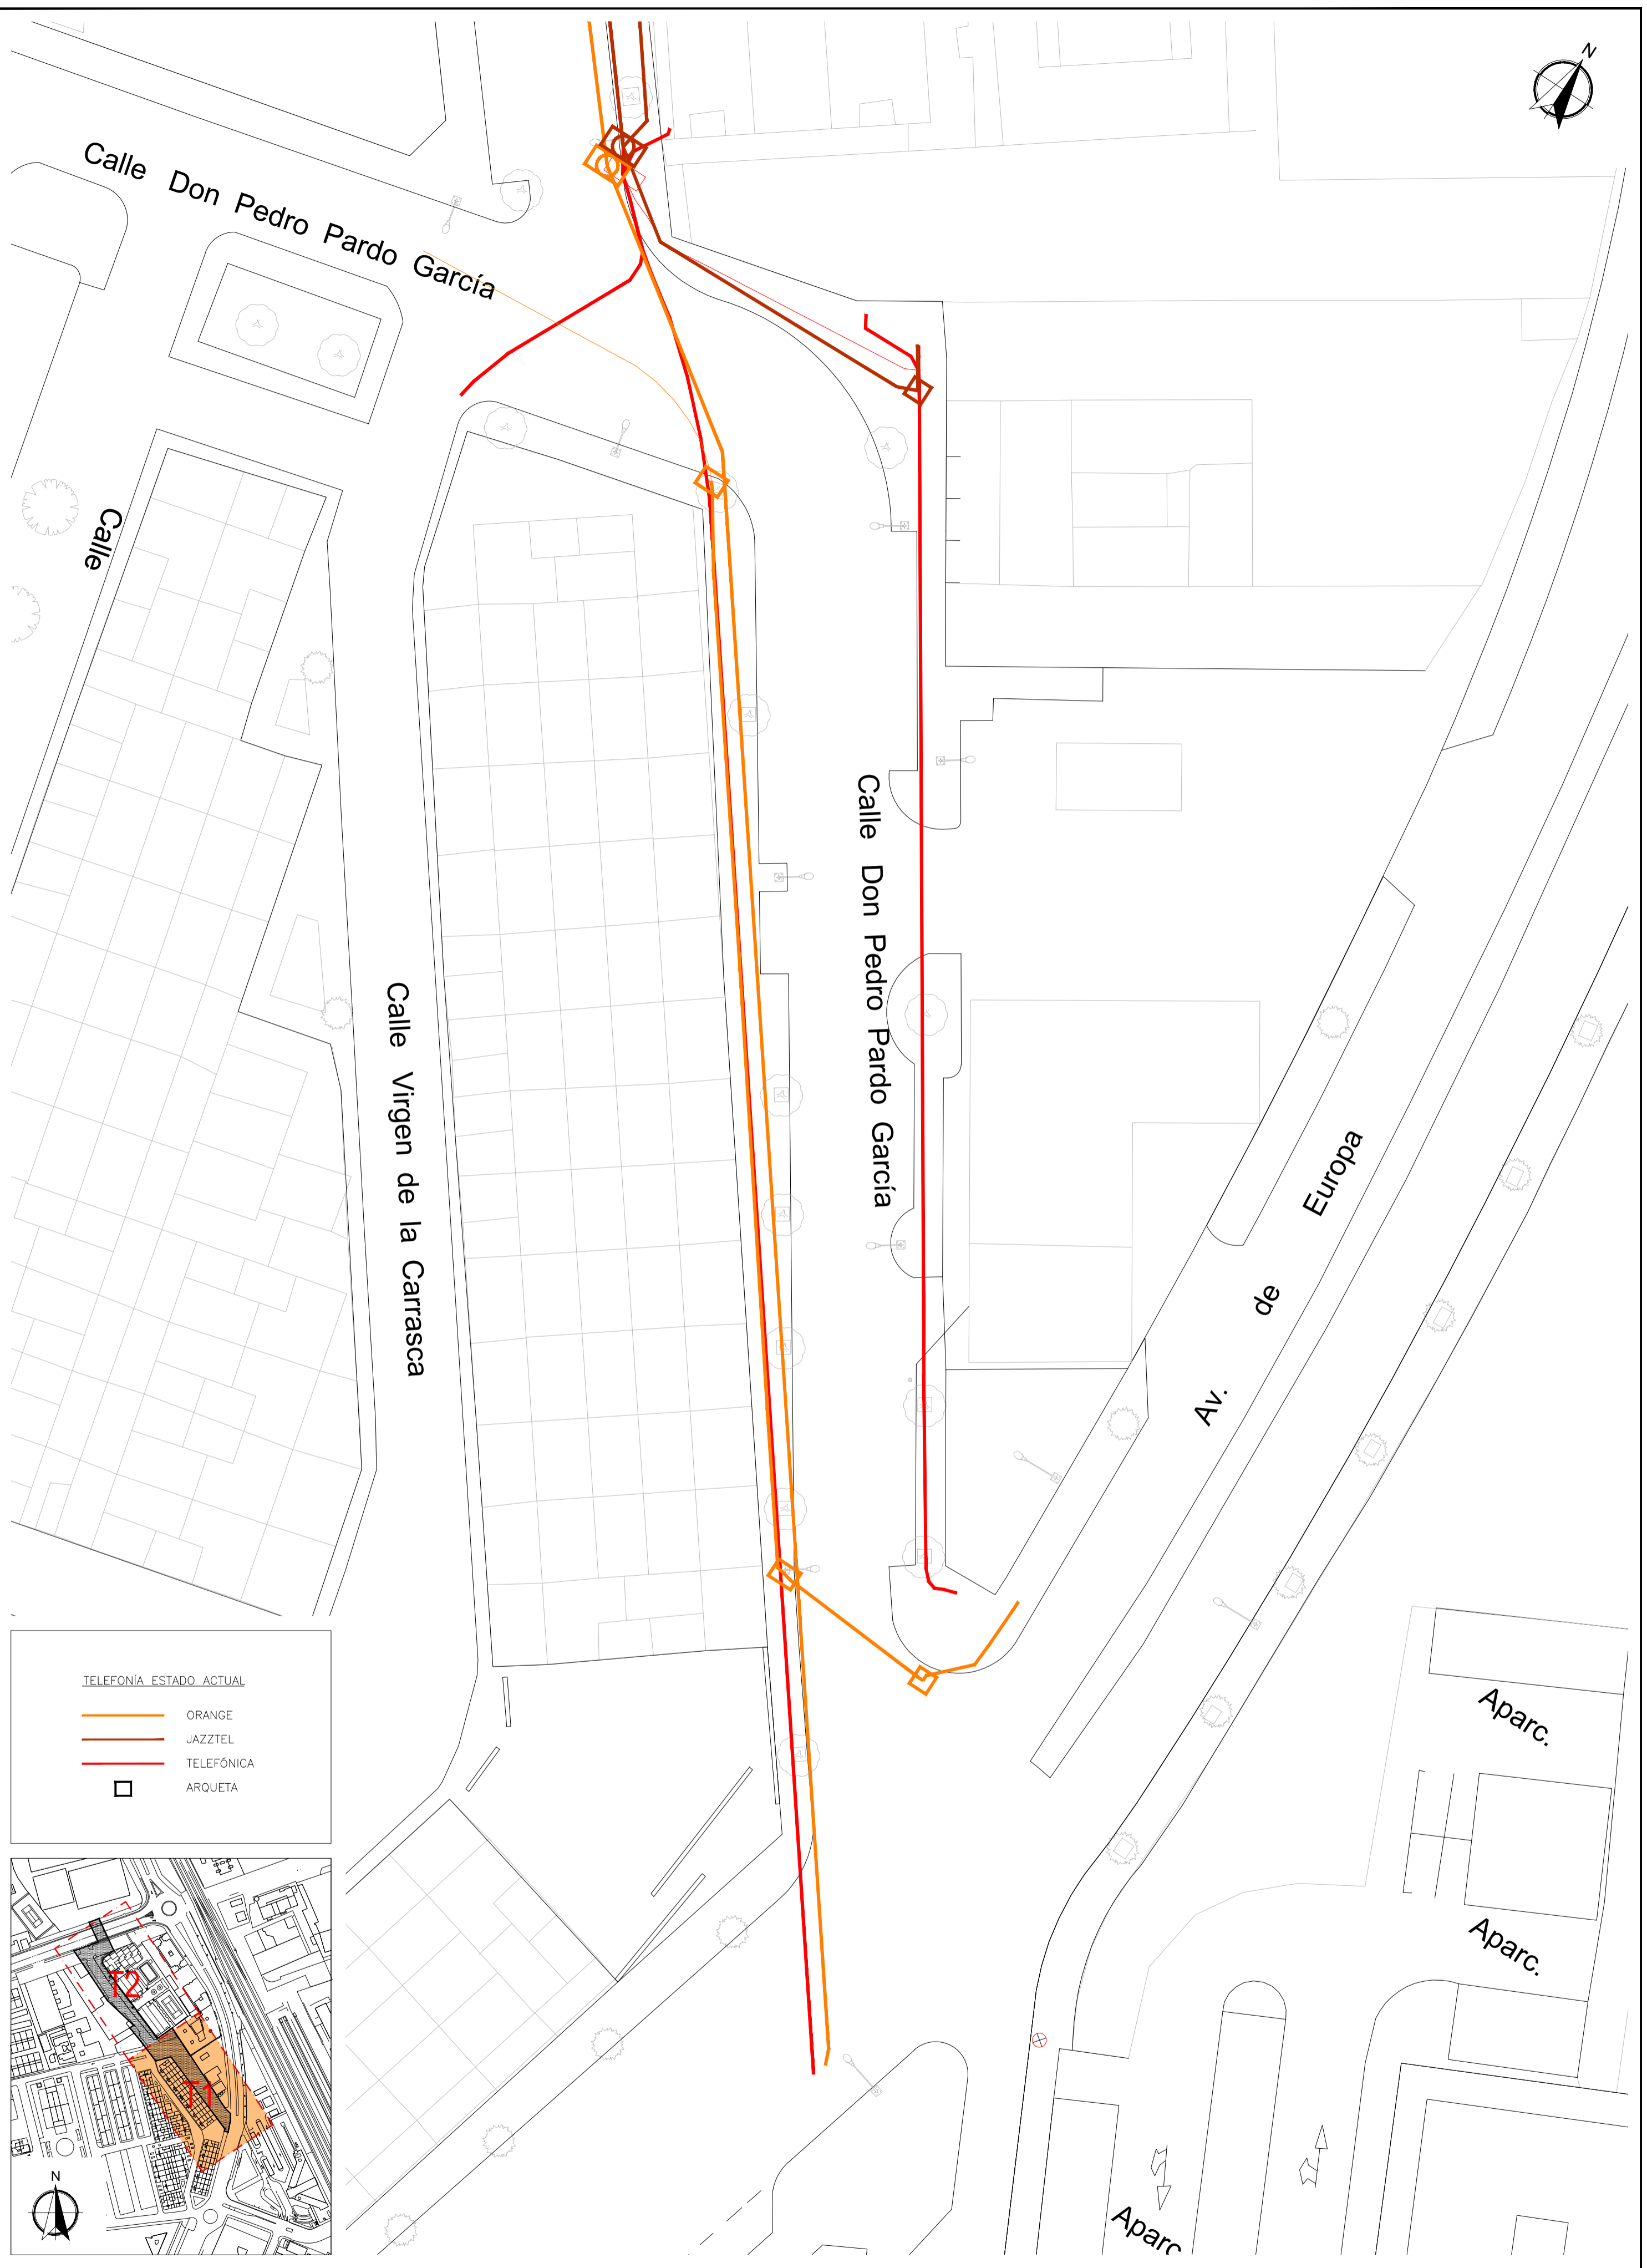 N
Calle Don Pedro Pardo García
Calle
Calle Don Pedro Pardo García
Calle Virgen de la Carrasca
Av. de Europa
TELEFONÍA ESTADO ACTUAL
ORANGE
JAZZTEL
TELEFÓNICA
ARQUETA
Aparc.
Aparc.
Aparc
T2
T1
N